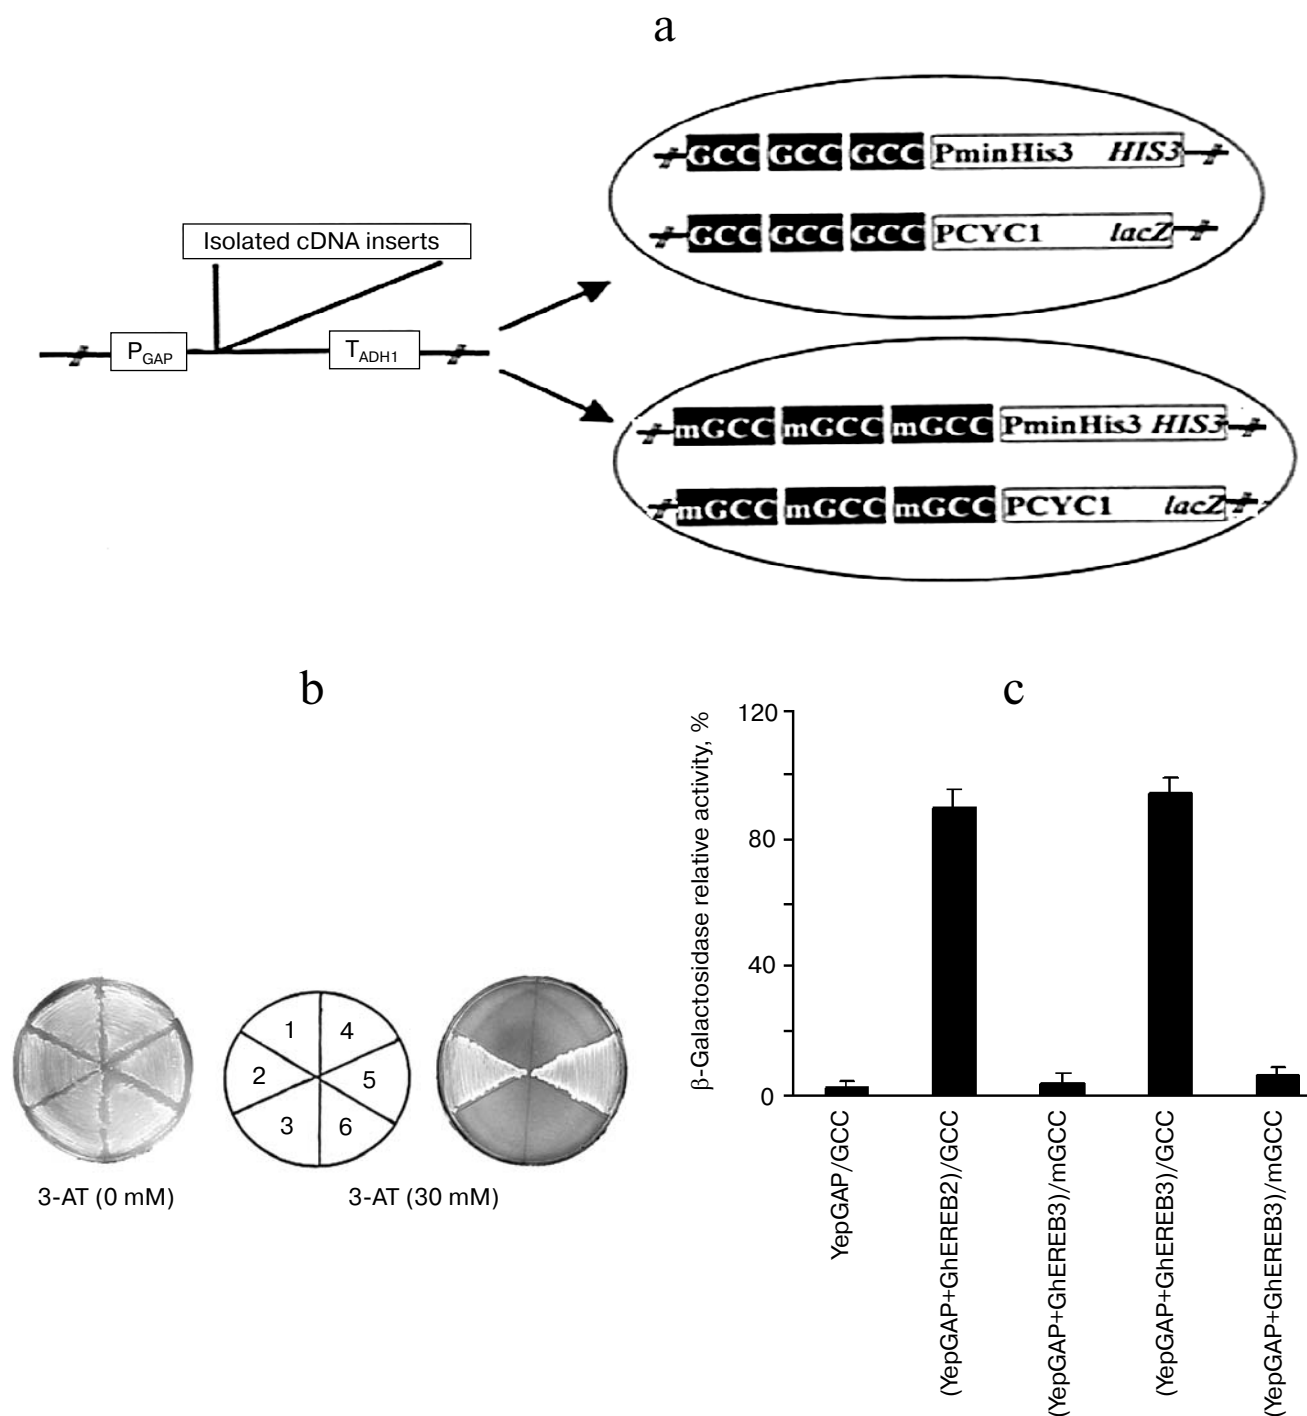 a
GCC GCC GCC PminHis3 HIS3
GCC GCC GCC PCYC1 lacZ
Isolated cDNA inserts
PGAP
TADH1
mGCC mGCC mGCC PminHis3 HIS3
mGCC mGCC mGCC PCYC1 lacZ
b
1 4
2 5
3 6
3-AT (0 mM)
3-AT (30 mM)
c
β-Galactosidase relative activity, %
120
80
40
0
YepGAP/GCC
(YepGAP+GhEREB2)/GCC
(YepGAP+GhEREB3)/mGCC
(YepGAP+GhEREB3)/GCC
(YepGAP+GhEREB3)/mGCC